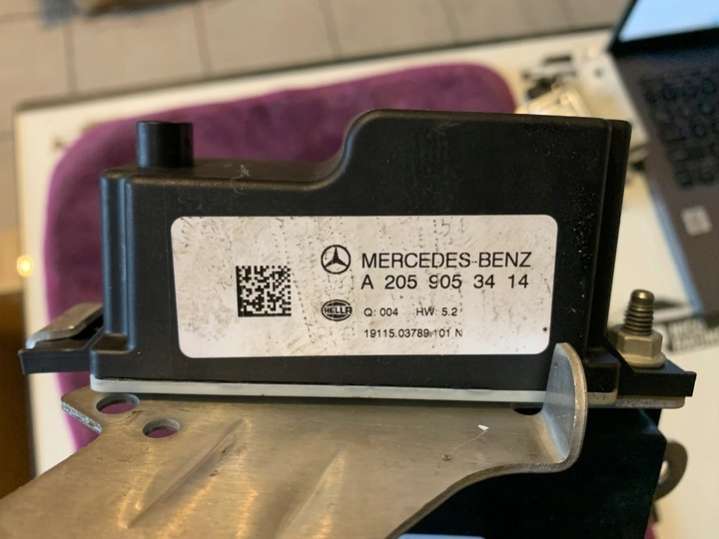 MERCEDES-BENZ
A 205 905 34 14
HELLA
Q: 004 HW: 5.2
19115.03789.101 N